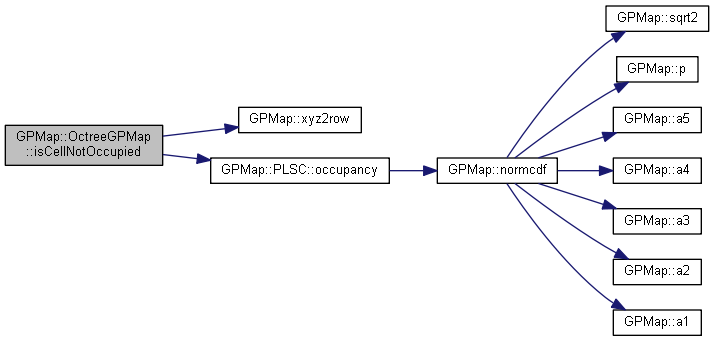 GPMap::OctreeGPMap
::isCellNotOccupied
GPMap::xyz2row
GPMap::PLSC::occupancy
GPMap::normcdf
GPMap::sqrt2
GPMap::p
GPMap::a5
GPMap::a4
GPMap::a3
GPMap::a2
GPMap::a1